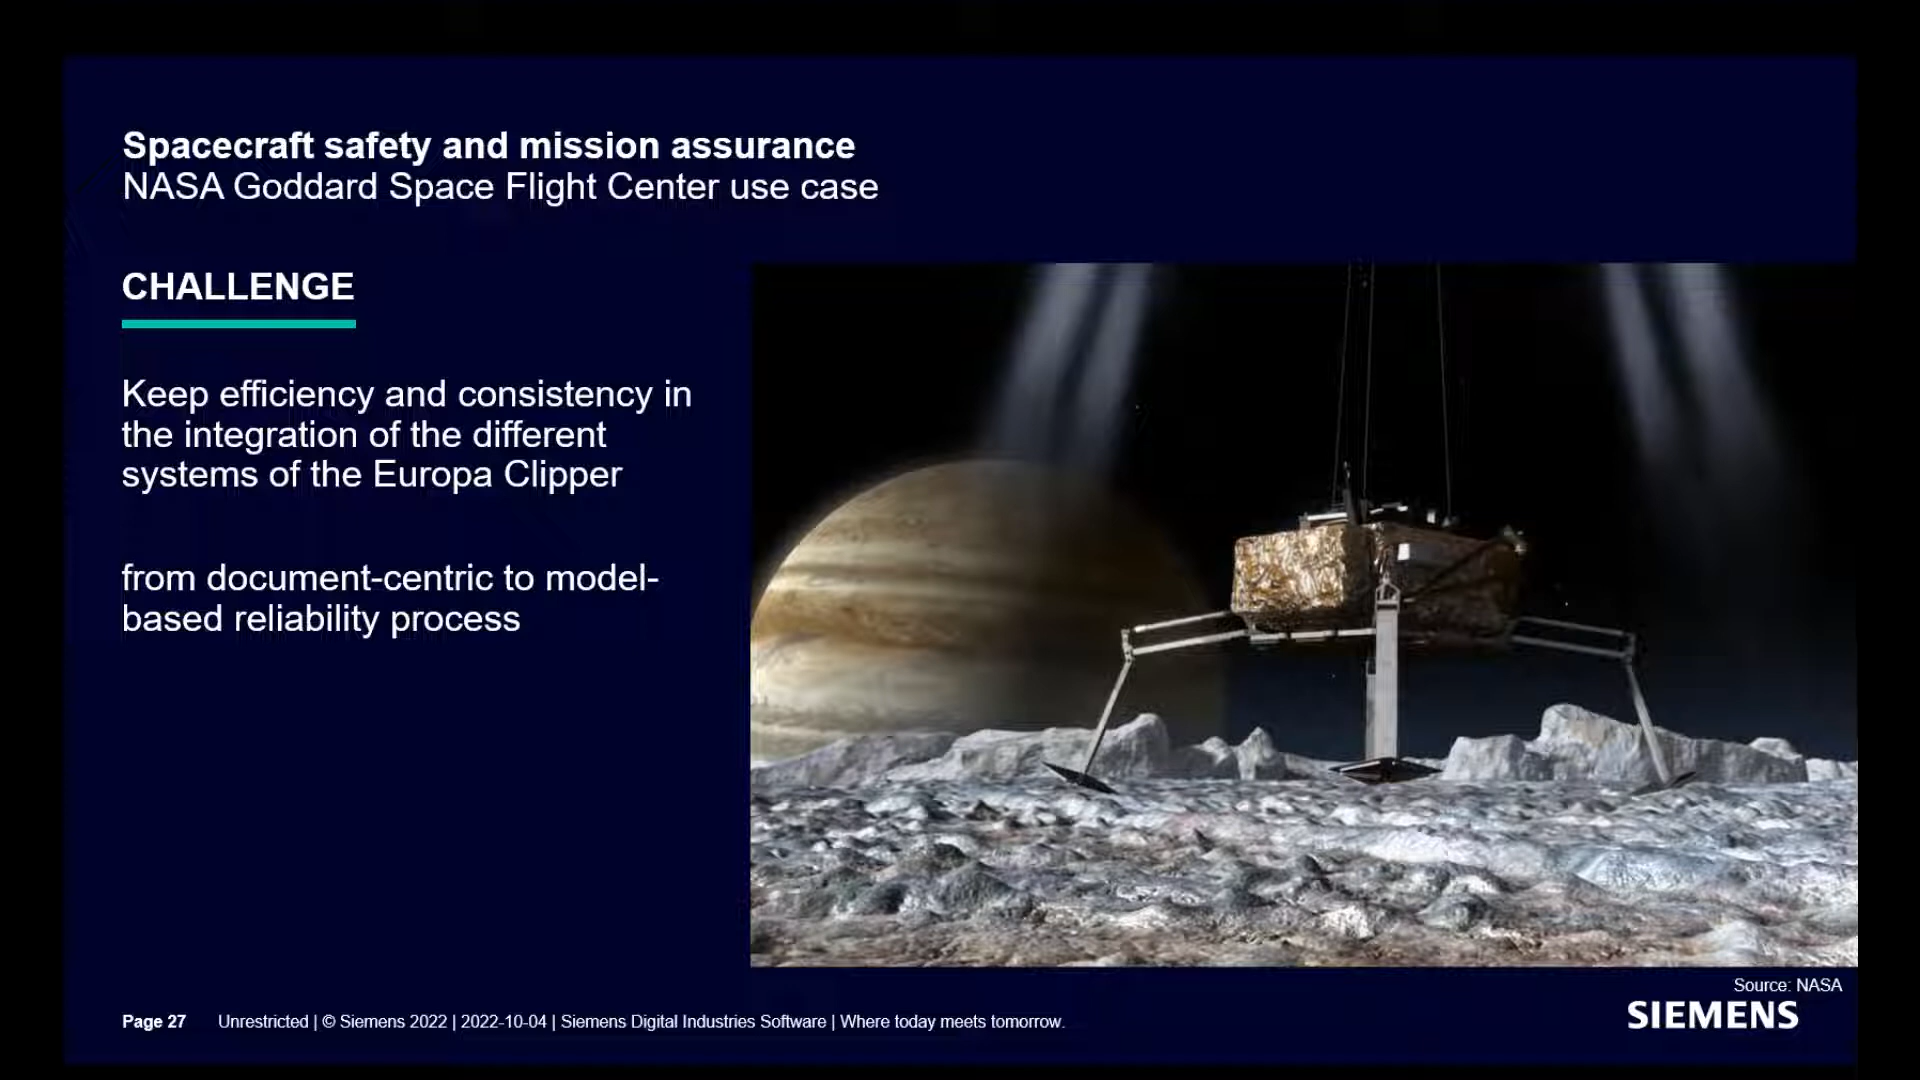 Spacecraft safety and mission assurance
NASA Goddard Space Flight Center use case
CHALLENGE
Keep efficiency and consistency in
the integration of the different
systems of the Europa Clipper
from document-centric to model-
based reliability process
Source: NASA
Page 27 Unrestricted | © Siemens 2022 | 2022-10-04 | Siemens Digital Industries Software | Where today meets tomorrow.
SIEMENS